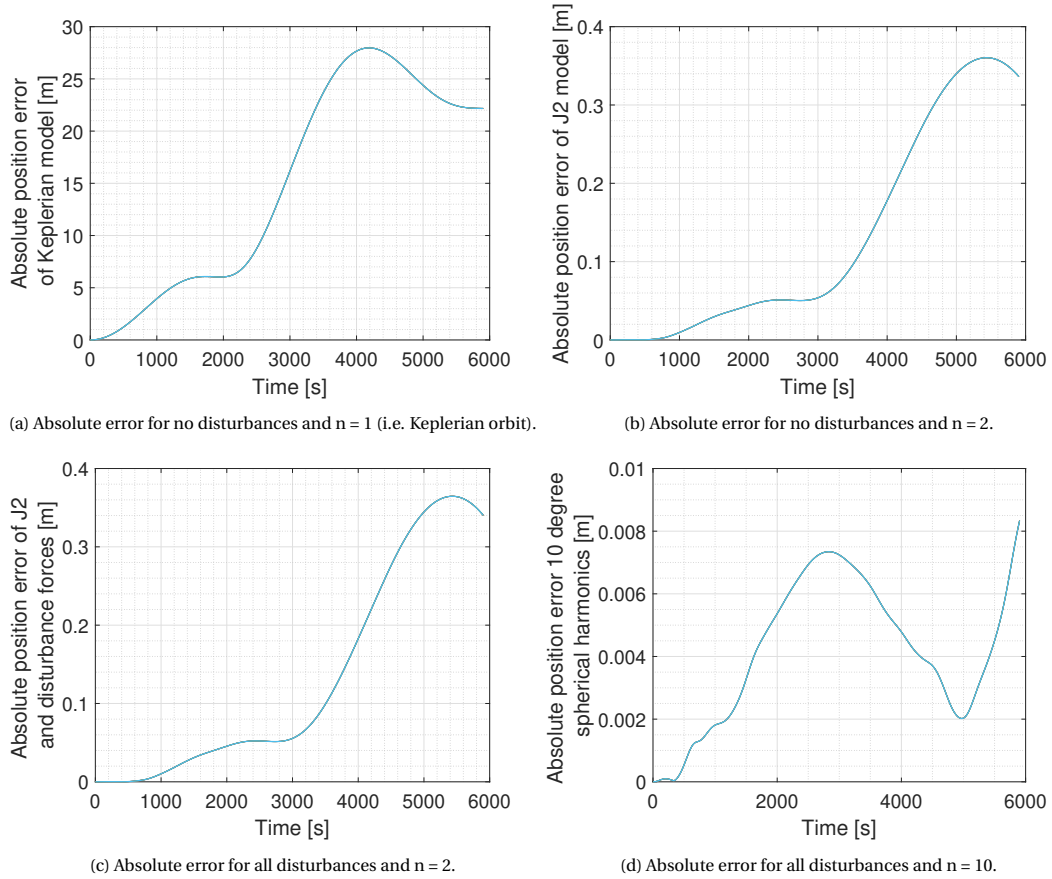 Absolute position error
of Keplerian model [m]
30
25
20
15
10
5
0
0 1000 2000 3000 4000 5000 6000
Time [s]
(a) Absolute error for no disturbances and n = 1 (i.e. Keplerian orbit).
Absolute position error of J2 model [m]
0.4
0.3
0.2
0.1
0
0 1000 2000 3000 4000 5000 6000
Time [s]
(b) Absolute error for no disturbances and n = 2.
Absolute position error of J2
and disturbance forces [m]
0.4
0.3
0.2
0.1
0
0 1000 2000 3000 4000 5000 6000
Time [s]
(c) Absolute error for all disturbances and n = 2.
Absolute position error 10 degree
spherical harmonics [m]
0.01
0.008
0.006
0.004
0.002
0
0 2000 4000 6000
Time [s]
(d) Absolute error for all disturbances and n = 10.